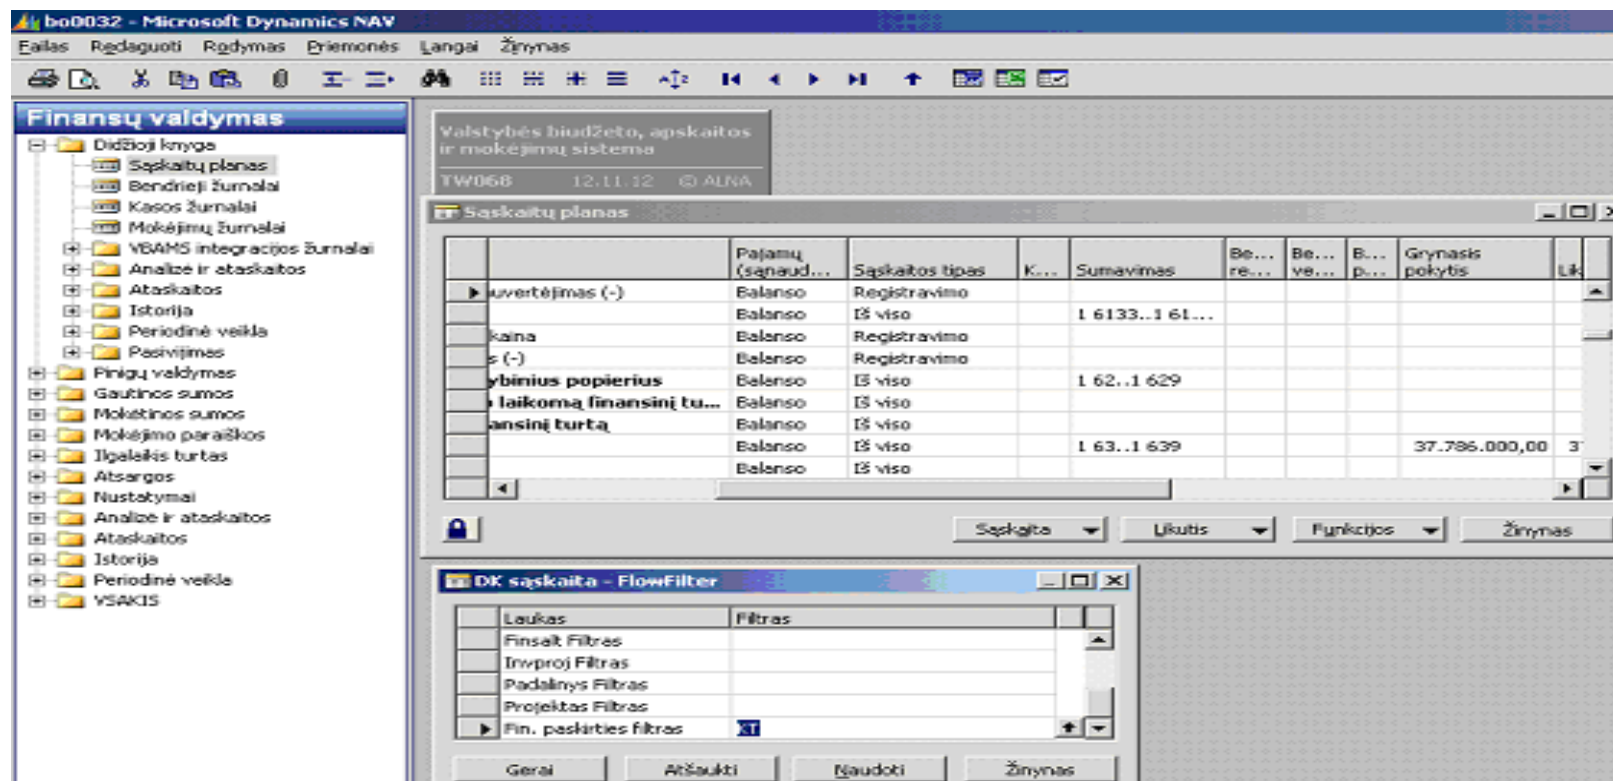 bo0032 - Microsoft Dynamics NAV
Failas Redaguoti Rodymas Priemonės Langai Žinynas
Finansų valdymas
Didžioji knyga
Sąskaitų planas
Bendrieji žurnalai
Kasos žurnalai
Mokėjimų žurnalai
VBAMS integracijos žurnalai
Analizė ir ataskaitos
Ataskaitos
Istorija
Periodinė veikla
Pasivijimas
Pinigų valdymas
Gautinos sumos
Mokėtinos sumos
Mokėjimo paraiškos
Ilgalaikis turtas
Atsargos
Nustatymai
Analizė ir ataskaitos
Ataskaitos
Istorija
Periodinė veikla
VSAKIS
Valstybės biudžeto, apskaitos
ir mokėjimų sistema
TW068 12.11.12 © ALNA
Sąskaitų planas
Pajamų (sąnaud... Sąskaitos tipas K... Sumavimas Be... re... Be... ve... B... p... Grynasis pokytis Lik
uvertėjimas (-) Balanso Registravimo
Balanso Iš viso 1 6133..1 61...
kaina Balanso Registravimo
s (-) Balanso Registravimo
ybinius popierius Balanso Iš viso 1 62..1 629
o laikomą finansinį tu... Balanso Iš viso
ansinį turtą Balanso Iš viso
Balanso Iš viso 1 63..1 639 37.786.000,00 3
Balanso Iš viso
Sąskaita Likutis Funkcijos Žinynas
DK sąskaita - FlowFilter
Laukas Filtras
Finsalt Filtras
Invproj Filtras
Padalinys Filtras
Projektas Filtras
Fin. paskirties filtras KT
Gerai Atšaukti Naudoti Žinynas